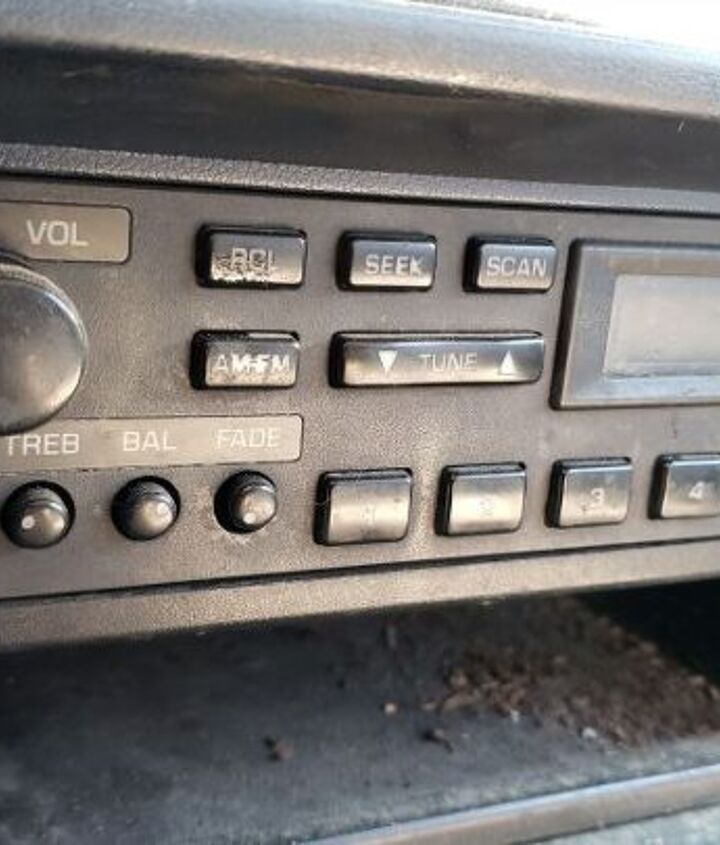 VOL
RCL SEEK SCAN
AM-FM ▼ TUNE ▲
TREB BAL FADE
3 4